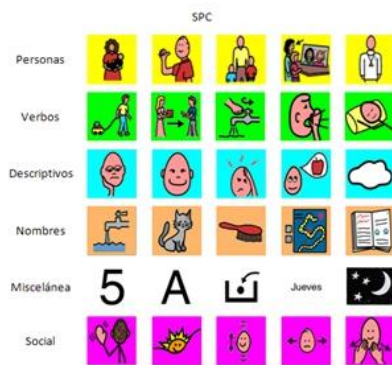 SPC
Personas
Verbos
Descriptivos
Nombres
Miscelánea 5 A Jueves
Social